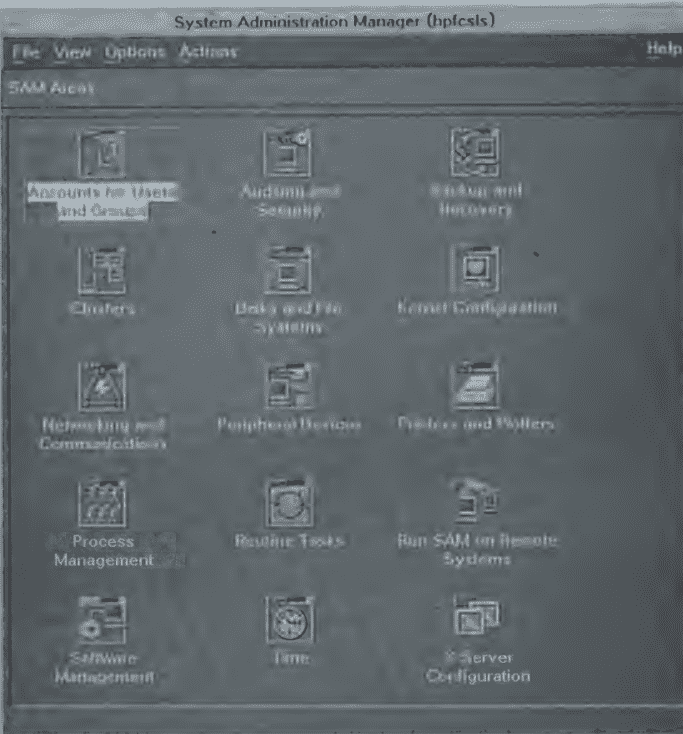 System Administration Manager (hpfcsls)
File View Options Actions Help
SAM Areas
Accounts for Users
and Groups
Auditing and
Security
Backup and
Recovery
Clusters
Disks and File
Systems
Kernel Configuration
Networking and
Communications
Peripheral Devices
Printers and Plotters
Process
Management
Routine Tasks
Run SAM on Remote
Systems
Software
Management
Time
X Server
Configuration